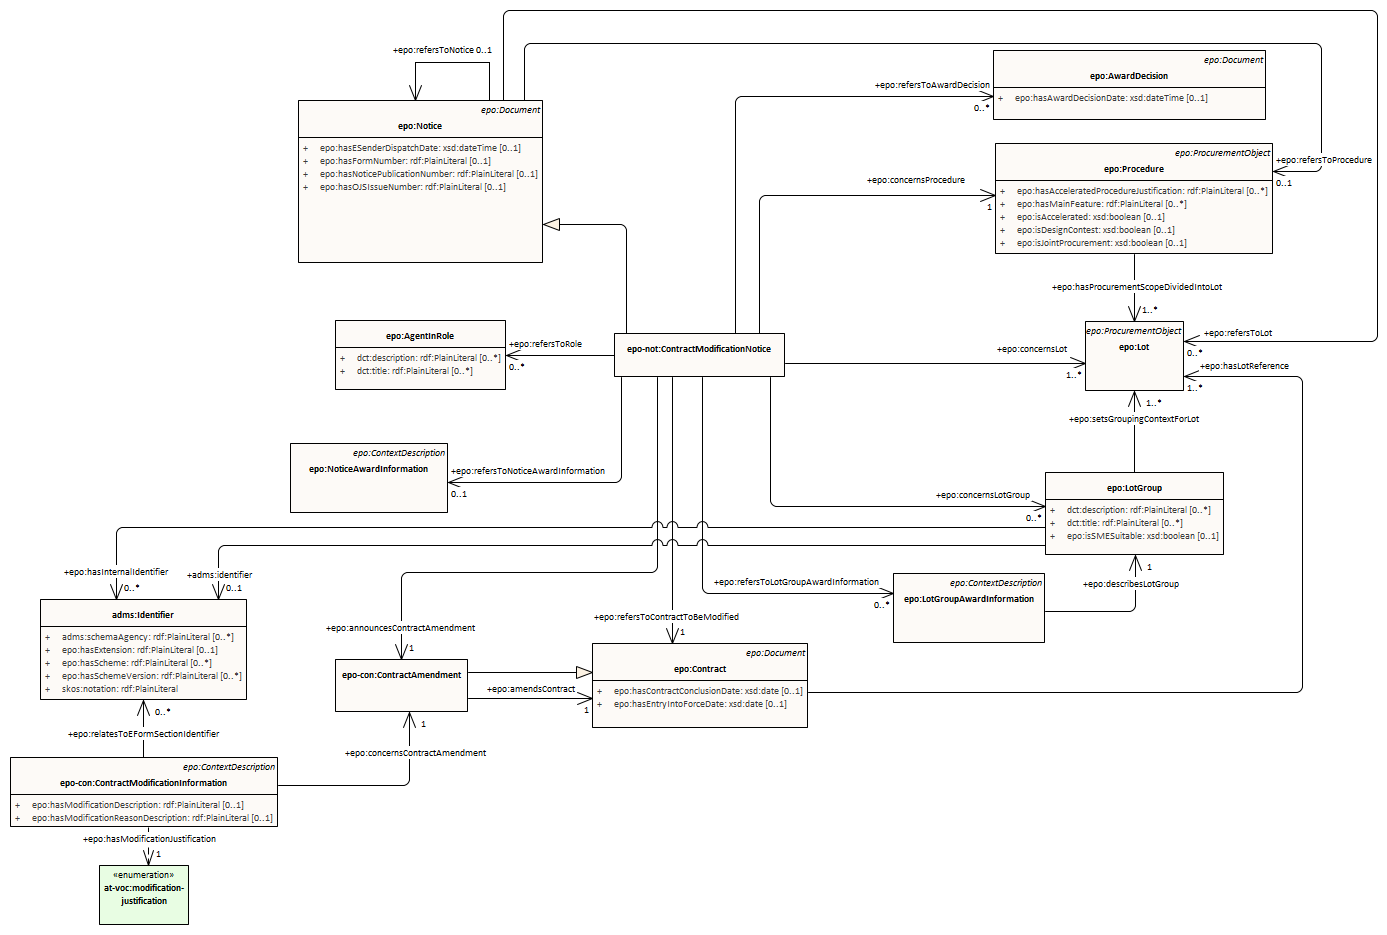 +epo:refersToNotice 0..1
epo:Document
epo:Notice
+ epo:hasESenderDispatchDate: xsd:dateTime [0..1]
+ epo:hasFormNumber: rdf:PlainLiteral [0..1]
+ epo:hasNoticePublicationNumber: rdf:PlainLiteral [0..1]
+ epo:hasOJSIssueNumber: rdf:PlainLiteral [0..1]
+epo:refersToAwardDecision
0..*
epo:Document
epo:AwardDecision
+ epo:hasAwardDecisionDate: xsd:dateTime [0..1]
+epo:concernsProcedure
1
epo:ProcurementObject
epo:Procedure
+ epo:hasAcceleratedProcedureJustification: rdf:PlainLiteral [0..*]
+ epo:hasMainFeature: rdf:PlainLiteral [0..*]
+ epo:isAccelerated: xsd:boolean [0..1]
+ epo:isDesignContest: xsd:boolean [0..1]
+ epo:isJointProcurement: xsd:boolean [0..1]
+epo:refersToProcedure
0..1
+epo:hasProcurementScopeDividedIntoLot
1..*
epo:AgentInRole
+ dct:description: rdf:PlainLiteral [0..*]
+ dct:title: rdf:PlainLiteral [0..*]
+epo:refersToRole
0..*
epo-not:ContractModificationNotice
+epo:concernsLot
1..*
epo:ProcurementObject
epo:Lot
+epo:refersToLot
0..*
+epo:hasLotReference
1..*
1..*
+epo:setsGroupingContextForLot
epo:ContextDescription
epo:NoticeAwardInformation
+epo:refersToNoticeAwardInformation
0..1
+epo:concernsLotGroup
0..*
epo:LotGroup
+ dct:description: rdf:PlainLiteral [0..*]
+ dct:title: rdf:PlainLiteral [0..*]
+ epo:isSMESuitable: xsd:boolean [0..1]
+epo:hasInternalIdentifier
0..*
+adms:identifier
0..1
adms:Identifier
+ adms:schemaAgency: rdf:PlainLiteral [0..*]
+ epo:hasExtension: rdf:PlainLiteral [0..1]
+ epo:hasScheme: rdf:PlainLiteral [0..*]
+ epo:hasSchemeVersion: rdf:PlainLiteral [0..*]
+ skos:notation: rdf:PlainLiteral
+epo:refersToLotGroupAwardInformation
0..*
epo:ContextDescription
epo:LotGroupAwardInformation
1
+epo:describesLotGroup
+epo:announcesContractAmendment
1
+epo:refersToContractToBeModified
1
epo-con:ContractAmendment
+epo:amendsContract
1
epo:Document
epo:Contract
+ epo:hasContractConclusionDate: xsd:date [0..1]
+ epo:hasEntryIntoForceDate: xsd:date [0..1]
0..*
+epo:relatesToEFormSectionIdentifier
1
+epo:concernsContractAmendment
epo:ContextDescription
epo-con:ContractModificationInformation
+ epo:hasModificationDescription: rdf:PlainLiteral [0..1]
+ epo:hasModificationReasonDescription: rdf:PlainLiteral [0..1]
+epo:hasModificationJustification
1
«enumeration»
at-voc:modification-
justification